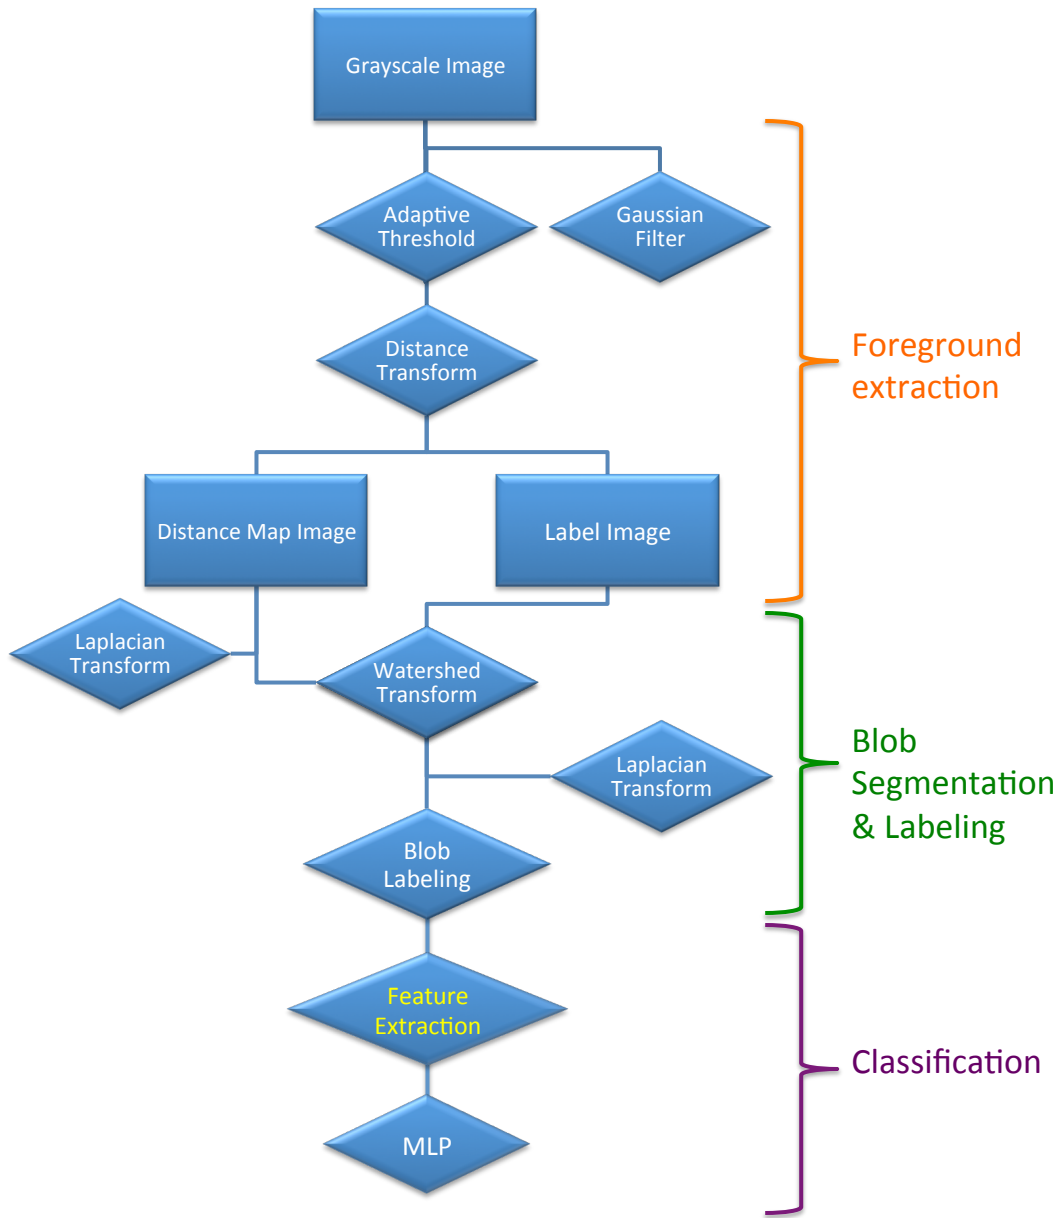 Grayscale Image
Adaptive
Threshold
Gaussian
Filter
Distance
Transform
Foreground
extraction
Distance Map Image
Label Image
Laplacian
Transform
Watershed
Transform
Laplacian
Transform
Blob
Segmentation
& Labeling
Blob
Labeling
Feature
Extraction
Classification
MLP